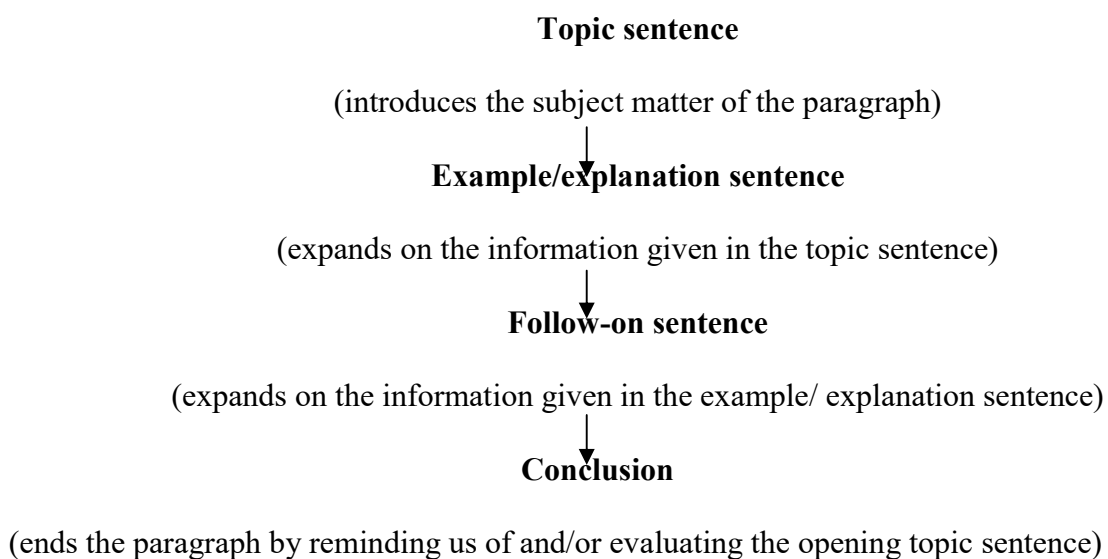 Topic sentence
(introduces the subject matter of the paragraph)
Example/explanation sentence
(expands on the information given in the topic sentence)
Follow-on sentence
(expands on the information given in the example/ explanation sentence)
Conclusion
(ends the paragraph by reminding us of and/or evaluating the opening topic sentence)